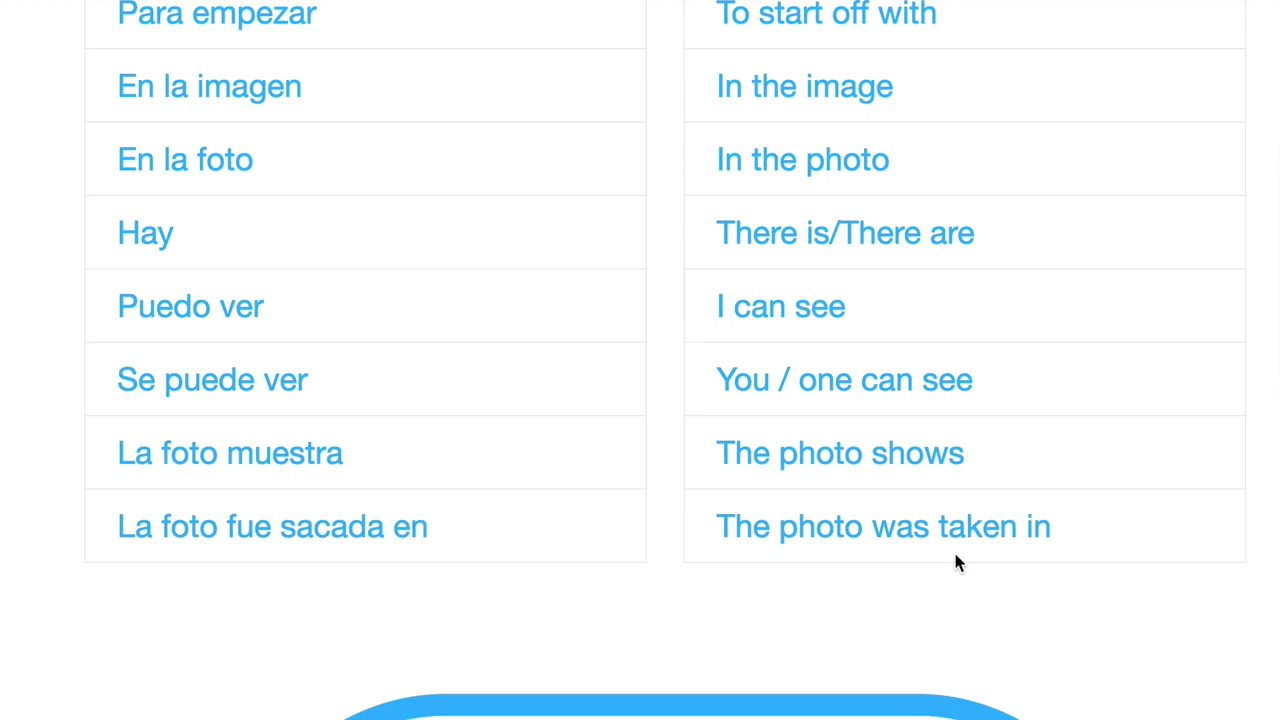 Para empezar To start off with
En la imagen In the image
En la foto In the photo
Hay There is/There are
Puedo ver I can see
Se puede ver You / one can see
La foto muestra The photo shows
La foto fue sacada en The photo was taken in